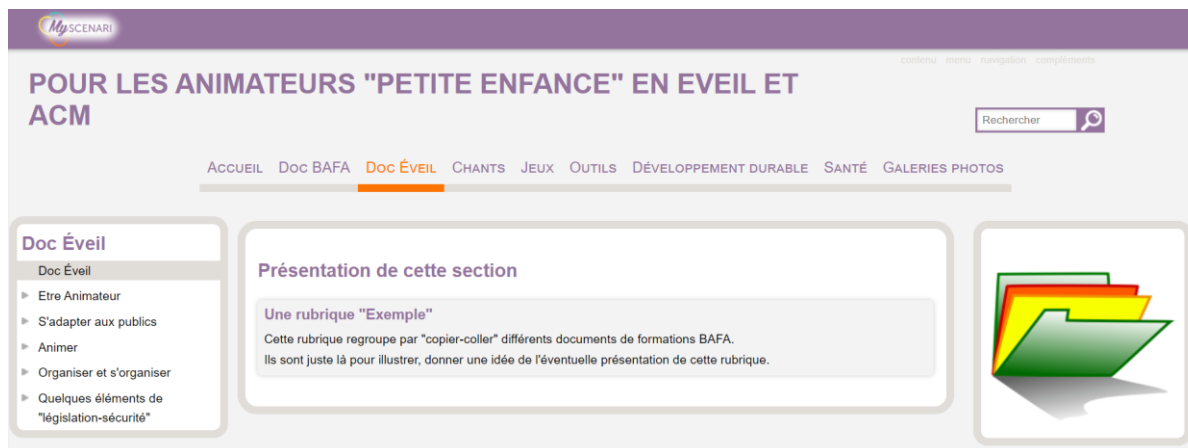 MySCENARI
contenu menu navigation compléments
POUR LES ANIMATEURS "PETITE ENFANCE" EN EVEIL ET
ACM
Rechercher
ACCUEIL DOC BAFA DOC ÉVEIL CHANTS JEUX OUTILS DÉVELOPPEMENT DURABLE SANTÉ GALERIES PHOTOS
Doc Éveil
Doc Éveil
Etre Animateur
S'adapter aux publics
Animer
Organiser et s'organiser
Quelques éléments de
"législation-sécurité"
Présentation de cette section
Une rubrique "Exemple"
Cette rubrique regroupe par "copier-coller" différents documents de formations BAFA.
Ils sont juste là pour illustrer, donner une idée de l'éventuelle présentation de cette rubrique.